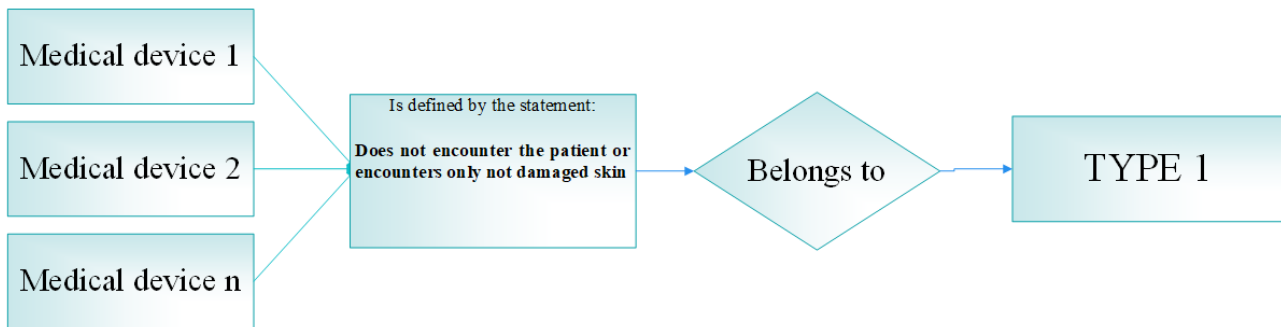 Medical device 1
Medical device 2
Medical device n
Is defined by the statement:
Does not encounter the patient or
encounters only not damaged skin
Belongs to
TYPE 1